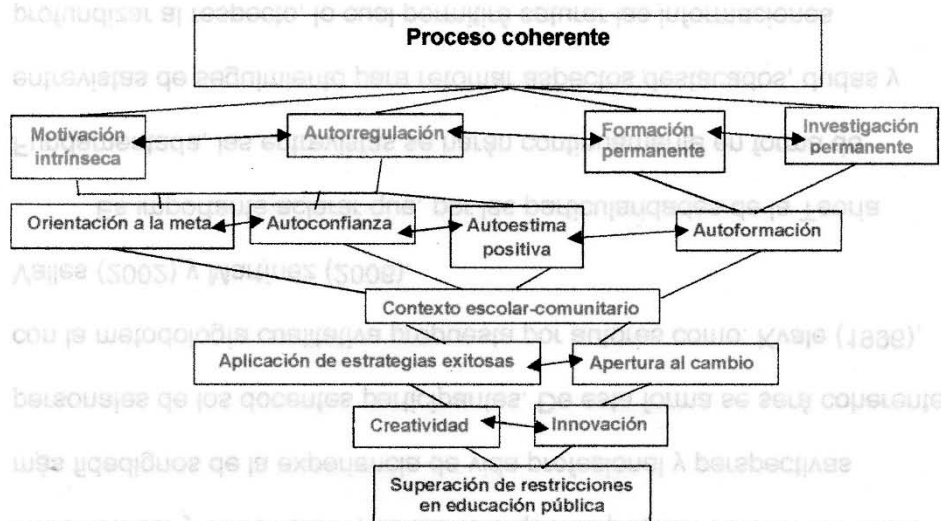 Proceso coherente
Motivación
intrínseca
Autorregulación
Formación
permanente
Investigación
permanente
Orientación a la meta
Autoconfianza
Autoestima
positiva
Autoformación
Contexto escolar-comunitario
Aplicación de estrategias exitosas
Apertura al cambio
Creatividad
Innovación
Superación de restricciones
en educación pública